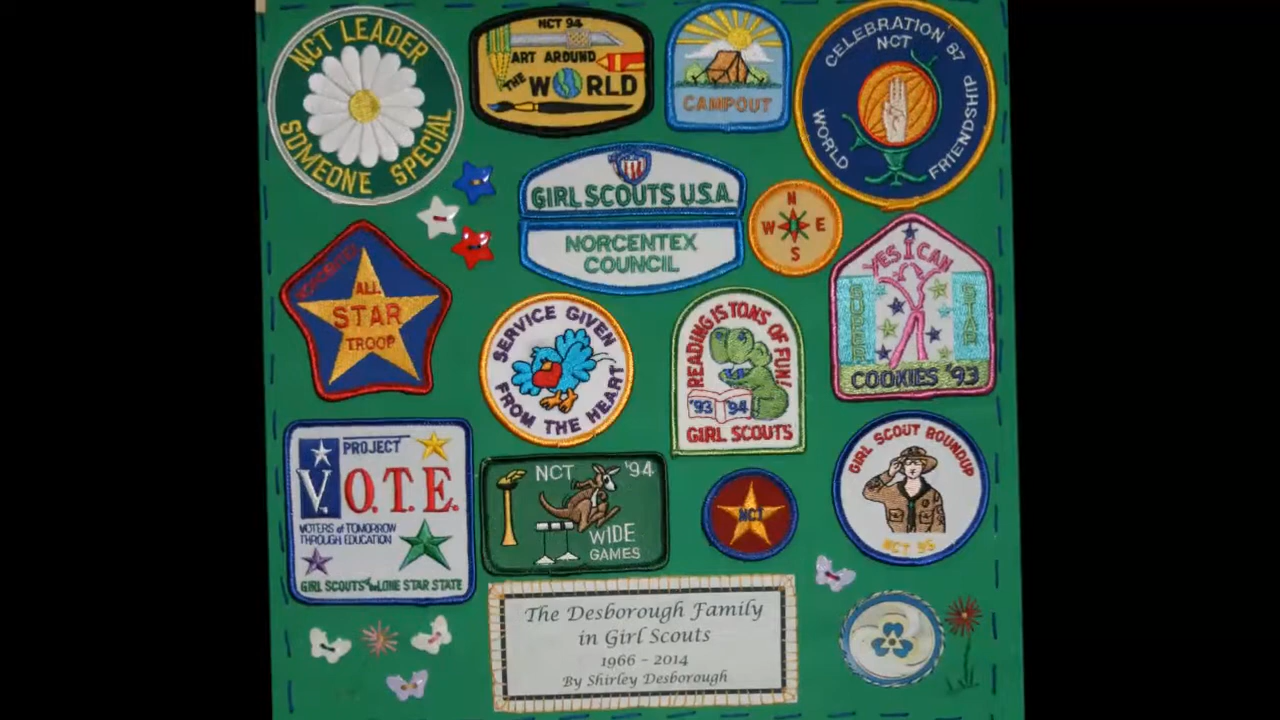 NCT LEADER
SOMEONE SPECIAL
NCT 94
ART AROUND
THE WORLD
CAMPOUT
CELEBRATION '87
NCT
WORLD FRIENDSHIP
GIRL SCOUTS U.S.A.
NORCENTEX
COUNCIL
N
W E
S
ALL
STAR
TROOP
SERVICE GIVEN
FROM THE HEART
READING IS TONS OF FUN!
'93 '94
GIRL SCOUTS
YES I CAN
SUPER STAR
COOKIES '93
PROJECT
V.O.T.E.
VOTERS of TOMORROW
THROUGH EDUCATION
GIRL SCOUTS LONE STAR STATE
NCT '94
WIDE
GAMES
NCT
GIRL SCOUT ROUNDUP
NCT 95
The Desborough Family
in Girl Scouts
1966 – 2014
By Shirley Desborough